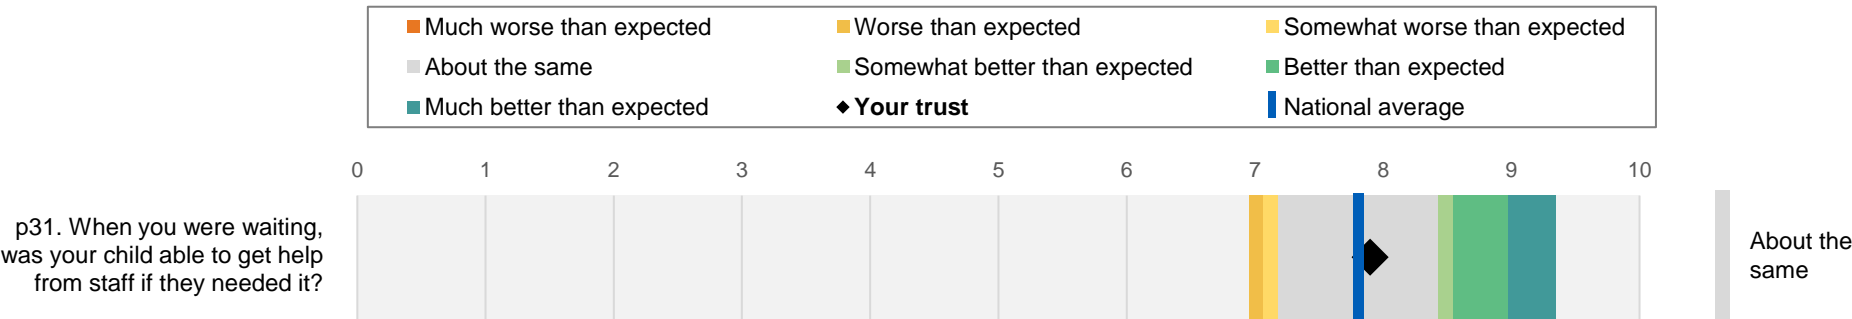 Much worse than expected
Worse than expected
Somewhat worse than expected
About the same
Somewhat better than expected
Better than expected
Much better than expected
Your trust
National average
0 1 2 3 4 5 6 7 8 9 10
p31. When you were waiting,
was your child able to get help
from staff if they needed it?
About the
same